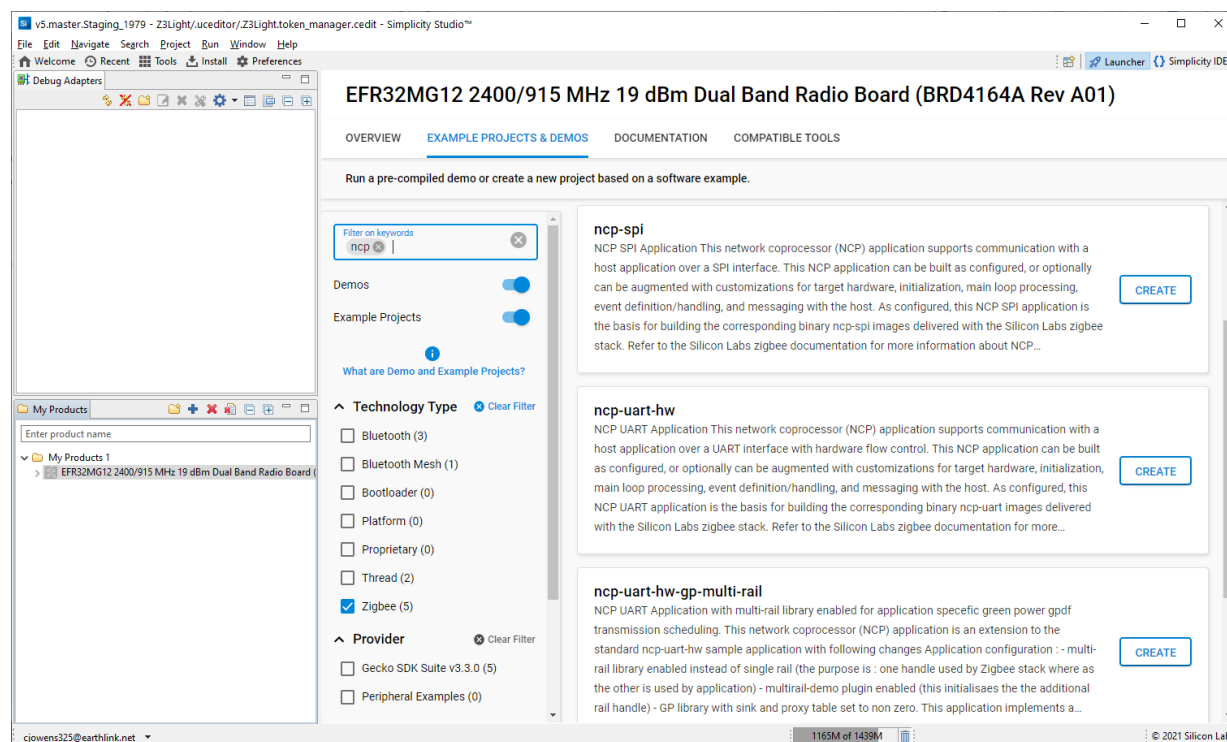 v5.master.Staging_1979 - Z3Light/.uceditor/.Z3Light.token_manager.cedit - Simplicity Studio™
File Edit Navigate Search Project Run Window Help
Welcome Recent Tools Install Preferences
Launcher Simplicity IDE
Debug Adapters
EFR32MG12 2400/915 MHz 19 dBm Dual Band Radio Board (BRD4164A Rev A01)
OVERVIEW EXAMPLE PROJECTS & DEMOS DOCUMENTATION COMPATIBLE TOOLS
Run a pre-compiled demo or create a new project based on a software example.
Filter on keywords
ncp
Demos
Example Projects
What are Demo and Example Projects?
Technology Type Clear Filter
Bluetooth (3)
Bluetooth Mesh (1)
Bootloader (0)
Platform (0)
Proprietary (0)
Thread (2)
Zigbee (5)
Provider Clear Filter
Gecko SDK Suite v3.3.0 (5)
Peripheral Examples (0)
ncp-spi
NCP SPI Application This network coprocessor (NCP) application supports communication with a
host application over a SPI interface. This NCP application can be built as configured, or optionally
can be augmented with customizations for target hardware, initialization, main loop processing,
event definition/handling, and messaging with the host. As configured, this NCP SPI application is
the basis for building the corresponding binary ncp-spi images delivered with the Silicon Labs zigbee
stack. Refer to the Silicon Labs zigbee documentation for more information about NCP...
CREATE
ncp-uart-hw
NCP UART Application This network coprocessor (NCP) application supports communication with a
host application over a UART interface with hardware flow control. This NCP application can be built
as configured, or optionally can be augmented with customizations for target hardware, initialization,
main loop processing, event definition/handling, and messaging with the host. As configured, this
NCP UART application is the basis for building the corresponding binary ncp-uart images delivered
with the Silicon Labs zigbee stack. Refer to the Silicon Labs zigbee documentation for more...
CREATE
ncp-uart-hw-gp-multi-rail
NCP UART Application with multi-rail library enabled for application specefic green power gpdf
transmission scheduling. This network coprocessor (NCP) application is an extension to the
standard ncp-uart-hw sample application with following changes Application configuration : - multi-
rail library enabled instead of single rail (the purpose is : one handle used by Zigbee stack where as
the other is used by application) - multirail-demo plugin enabled (this initialisaes the the additional
rail handle) - GP library with sink and proxy table set to non zero. This application implements a...
CREATE
My Products
Enter product name
My Products 1
EFR32MG12 2400/915 MHz 19 dBm Dual Band Radio Board (
cjowens325@earthlink.net
1165M of 1439M
© 2021 Silicon Lab